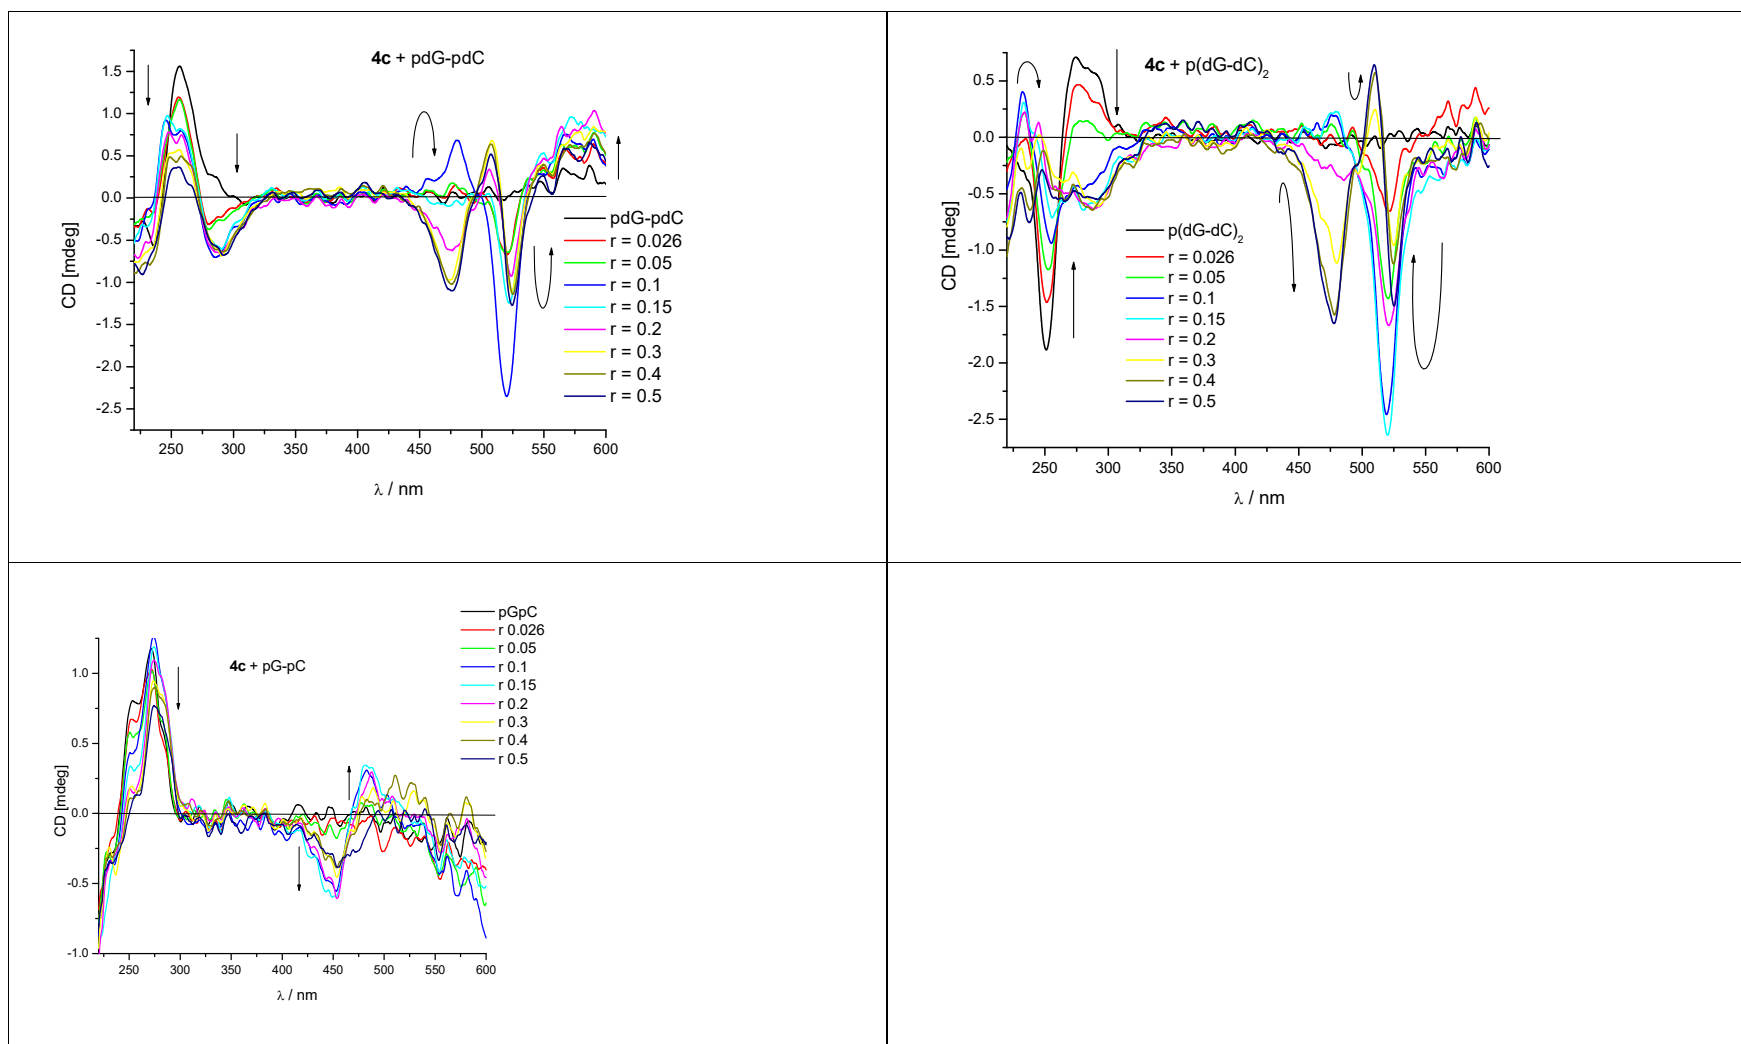 4c + pdG-pdC
1.5
1.0
0.5
0.0
-0.5
-1.0
-1.5
-2.0
-2.5
CD [mdeg]
250
300
350
400
450
500
550
600
λ / nm
pdG-pdC
r = 0.026
r = 0.05
r = 0.1
r = 0.15
r = 0.2
r = 0.3
r = 0.4
r = 0.5
4c + p(dG-dC)2
0.5
0.0
-0.5
-1.0
-1.5
-2.0
-2.5
CD [mdeg]
250
300
350
400
450
500
550
600
λ / nm
p(dG-dC)2
r = 0.026
r = 0.05
r = 0.1
r = 0.15
r = 0.2
r = 0.3
r = 0.4
r = 0.5
4c + pG-pC
1.0
0.5
0.0
-0.5
-1.0
CD [mdeg]
250
300
350
400
450
500
550
600
λ / nm
pGpC
r 0.026
r 0.05
r 0.1
r 0.15
r 0.2
r 0.3
r 0.4
r 0.5